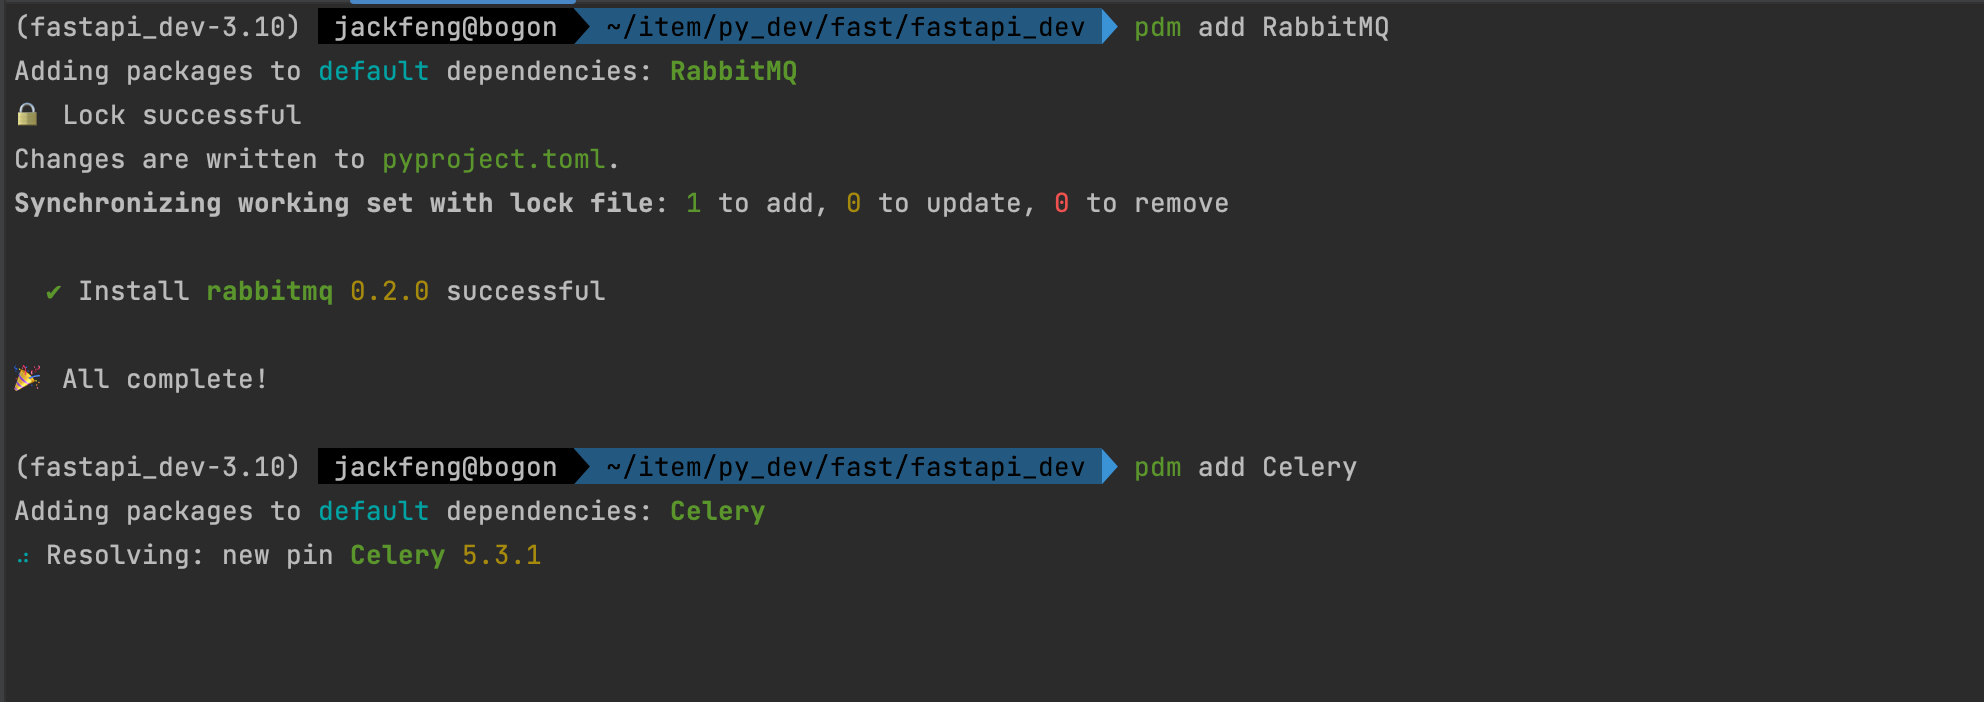 (fastapi_dev-3.10) jackfeng@bogon ~/item/py_dev/fast/fastapi_dev pdm add RabbitMQ
Adding packages to default dependencies: RabbitMQ
🔒 Lock successful
Changes are written to pyproject.toml.
Synchronizing working set with lock file: 1 to add, 0 to update, 0 to remove
✔ Install rabbitmq 0.2.0 successful
🎉 All complete!
(fastapi_dev-3.10) jackfeng@bogon ~/item/py_dev/fast/fastapi_dev pdm add Celery
Adding packages to default dependencies: Celery
⠴ Resolving: new pin Celery 5.3.1